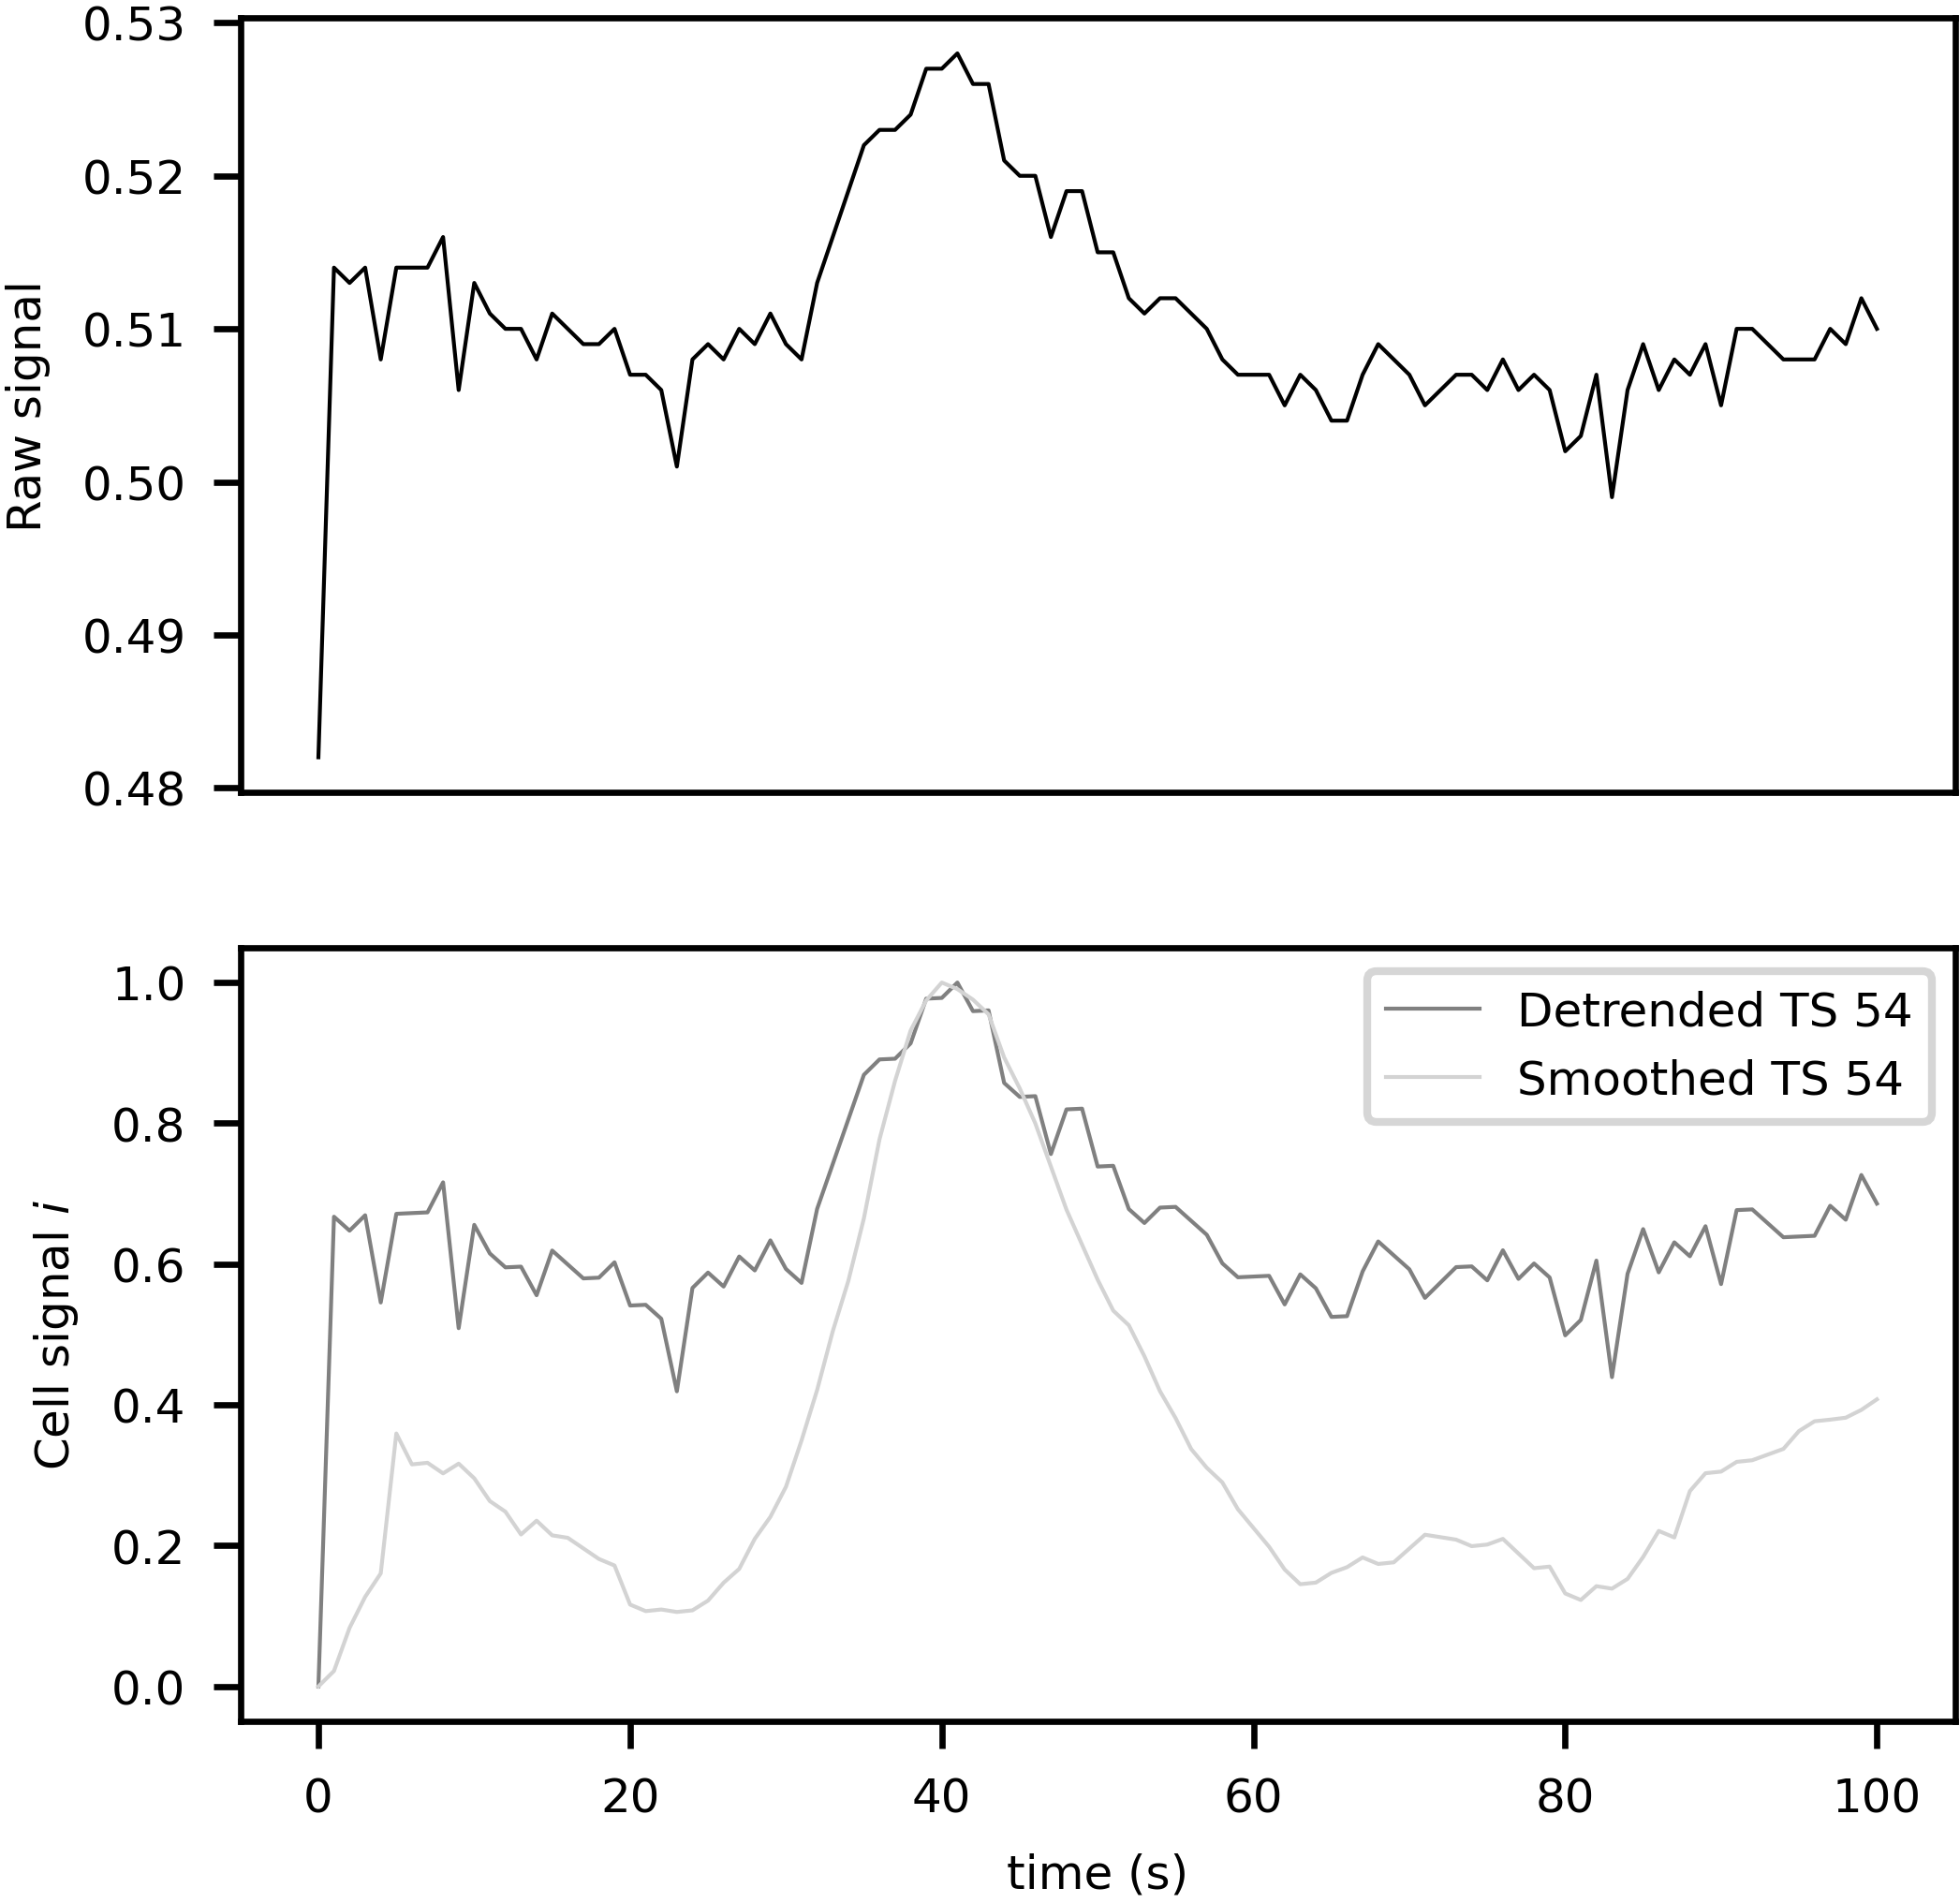 0.53
0.52
0.51
0.50
0.49
0.48
Raw signal
1.0
0.8
0.6
0.4
0.2
0.0
Cell signal i
Detrended TS 54
Smoothed TS 54
0 20 40 60 80 100
time (s)